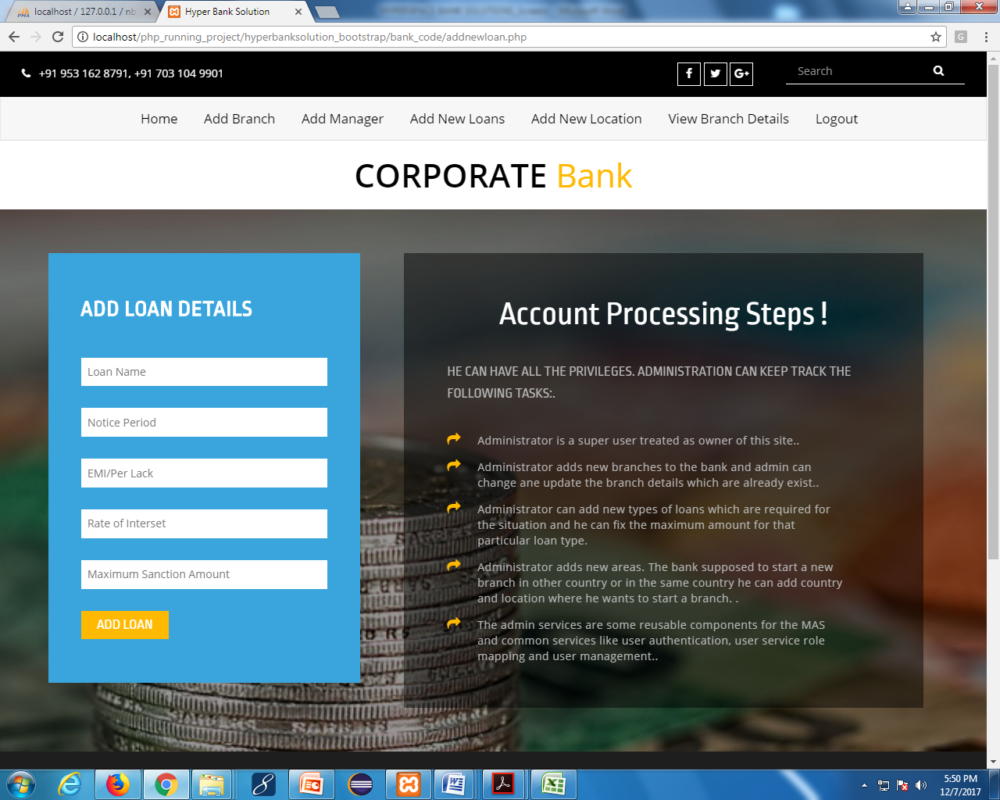 localhost / 127.0.0.1 / nb
Hyper Bank Solution
localhost/php_running_project/hyperbanksolution_bootstrap/bank_code/addnewloan.php
+91 953 162 8791, +91 703 104 9901
Search
Home Add Branch Add Manager Add New Loans Add New Location View Branch Details Logout
CORPORATE Bank
ADD LOAN DETAILS
Loan Name
Notice Period
EMI/Per Lack
Rate of Interset
Maximum Sanction Amount
ADD LOAN
Account Processing Steps !
HE CAN HAVE ALL THE PRIVILEGES. ADMINISTRATION CAN KEEP TRACK THE
FOLLOWING TASKS:.
Administrator is a super user treated as owner of this site..
Administrator adds new branches to the bank and admin can
change ane update the branch details which are already exist..
Administrator can add new types of loans which are required for
the situation and he can fix the maximum amount for that
particular loan type.
Administrator adds new areas. The bank supposed to start a new
branch in other country or in the same country he can add country
and location where he wants to start a branch. .
The admin services are some reusable components for the MAS
and common services like user authentication, user service role
mapping and user management..
5:50 PM
12/7/2017